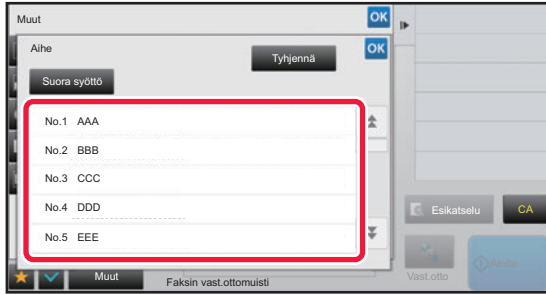 Muut
OK
Aihe
Tyhjennä
OK
Suora syöttö
No.1 AAA
No.2 BBB
No.3 CCC
No.4 DDD
No.5 EEE
Esikatselu
CA
Vast.otto
Aloita
Muut
Faksin vast.ottomuisti